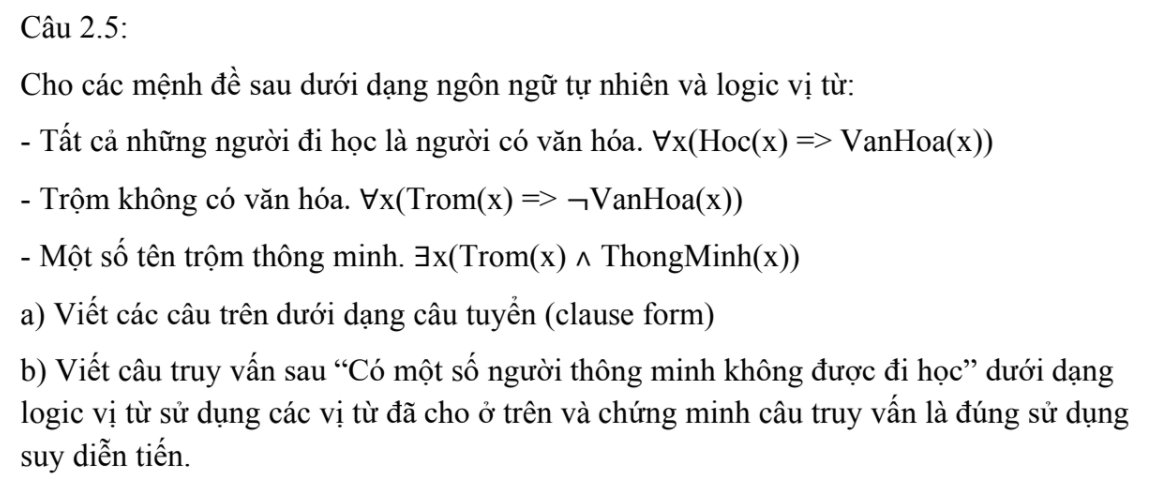 Câu 2.5:
Cho các mệnh đề sau dưới dạng ngôn ngữ tự nhiên và logic vị từ:
- Tất cả những người đi học là người có văn hóa. ∀x(Hoc(x) => VanHoa(x))
- Trộm không có văn hóa. ∀x(Trom(x) => ¬VanHoa(x))
- Một số tên trộm thông minh. ∃x(Trom(x) ∧ ThongMinh(x))
a) Viết các câu trên dưới dạng câu tuyển (clause form)
b) Viết câu truy vấn sau “Có một số người thông minh không được đi học” dưới dạng
logic vị từ sử dụng các vị từ đã cho ở trên và chứng minh câu truy vấn là đúng sử dụng
suy diễn tiến.